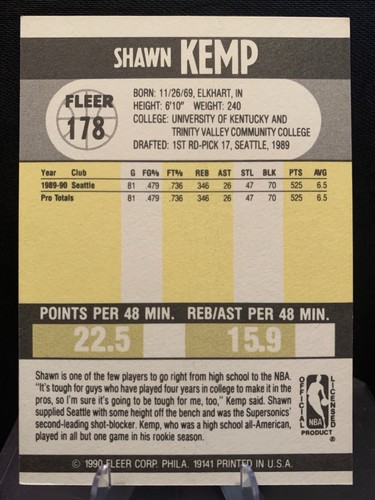 SHAWN KEMP
FLEER
178
BORN: 11/26/69, ELKHART, IN
HEIGHT: 6'10" WEIGHT: 240
COLLEGE: UNIVERSITY OF KENTUCKY AND
TRINITY VALLEY COMMUNITY COLLEGE
DRAFTED: 1ST RD-PICK 17, SEATTLE, 1989
Year Club G FG% FT% REB AST STL BLK PTS AVG
1989-90 Seattle 81 .479 .736 346 26 47 70 525 6.5
Pro Totals 81 .479 .736 346 26 47 70 525 6.5
POINTS PER 48 MIN. REB/AST PER 48 MIN.
22.5 15.9
Shawn is one of the few players to go right from high school to the NBA.
"It's tough for guys who have played four years in college to make it in the
pros, so I'm sure it's going to be tough for me, too," Kemp said. Shawn
supplied Seattle with some height off the bench and was the Supersonics'
second-leading shot-blocker. Kemp, who was a high school all-American,
played in all but one game in his rookie season.
OFFICIAL LICENSED
NBA
PRODUCT ®
© 1990 FLEER CORP. PHILA. 19141 PRINTED IN U.S.A.